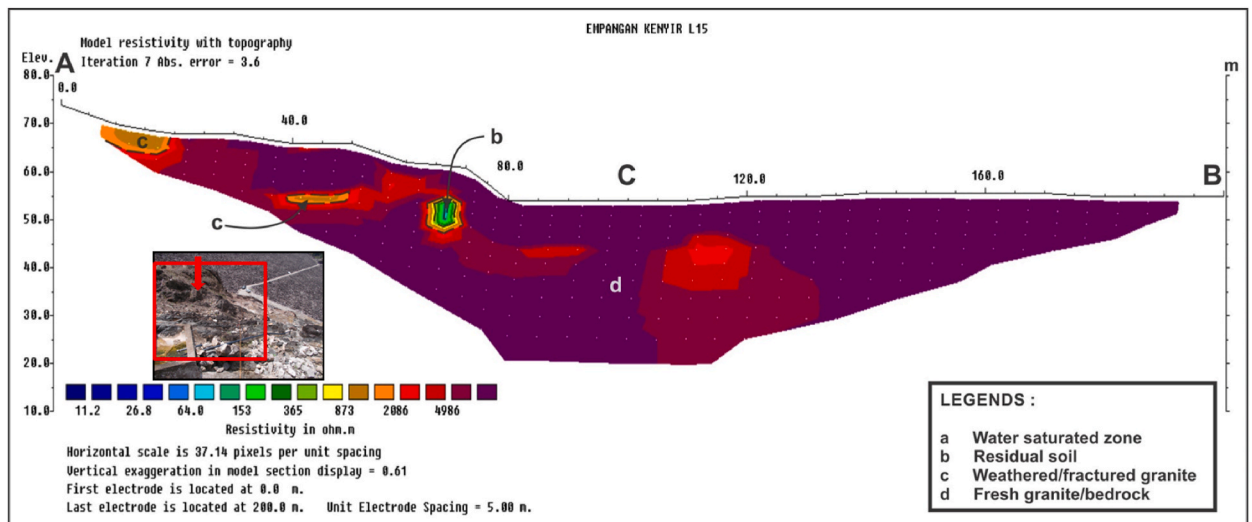 EMPANGAN KENYIR L15
Model resistivity with topography
Iteration 7 Abs. error = 3.6
Elev.
A
m
80.0
0.0
70.0
40.0
60.0
80.0
50.0
40.0
30.0
20.0
10.0
120.0
160.0
C
B
c
b
c
d
11.2 26.8 64.0 153 365 873 2086 4986
Resistivity in ohm.m
Horizontal scale is 37.14 pixels per unit spacing
Vertical exaggeration in model section display = 0.61
First electrode is located at 0.0 m.
Last electrode is located at 200.0 m. Unit Electrode Spacing = 5.00 m.
LEGENDS :
a Water saturated zone
b Residual soil
c Weathered/fractured granite
d Fresh granite/bedrock